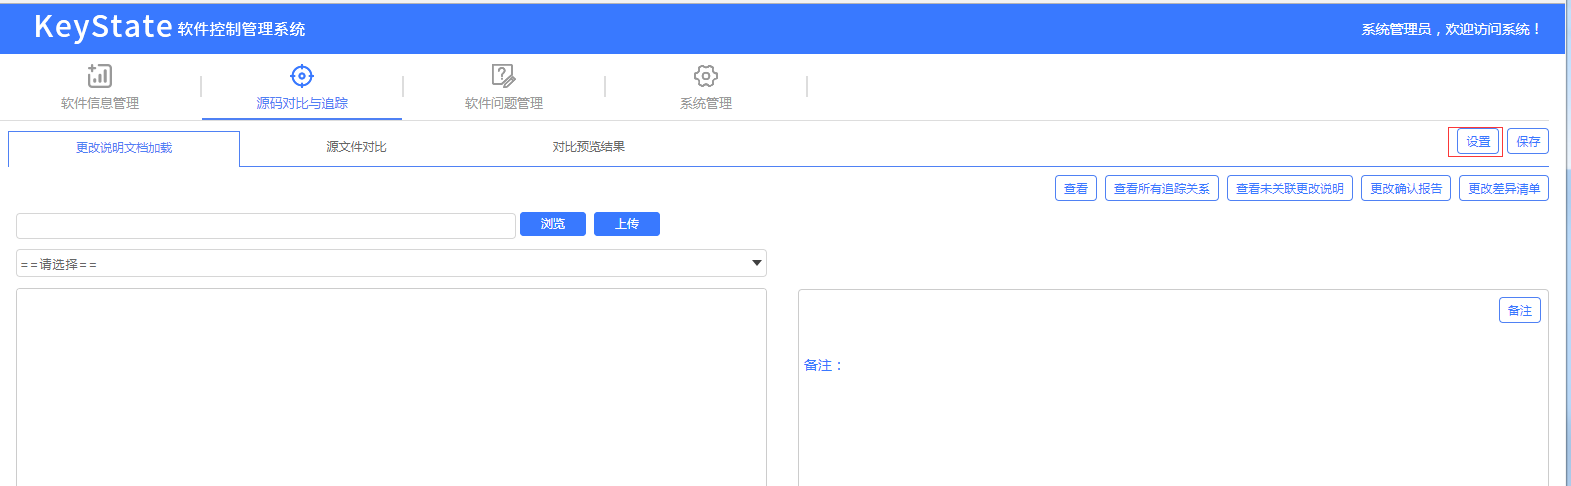 KeyState 软件控制管理系统
系统管理员，欢迎访问系统！
软件信息管理
源码对比与追踪
软件问题管理
系统管理
更改说明文档加载
源文件对比
对比预览结果
设置
保存
查看
查看所有追踪关系
查看未关联更改说明
更改确认报告
更改差异清单
浏览
上传
==请选择==
备注
备注：